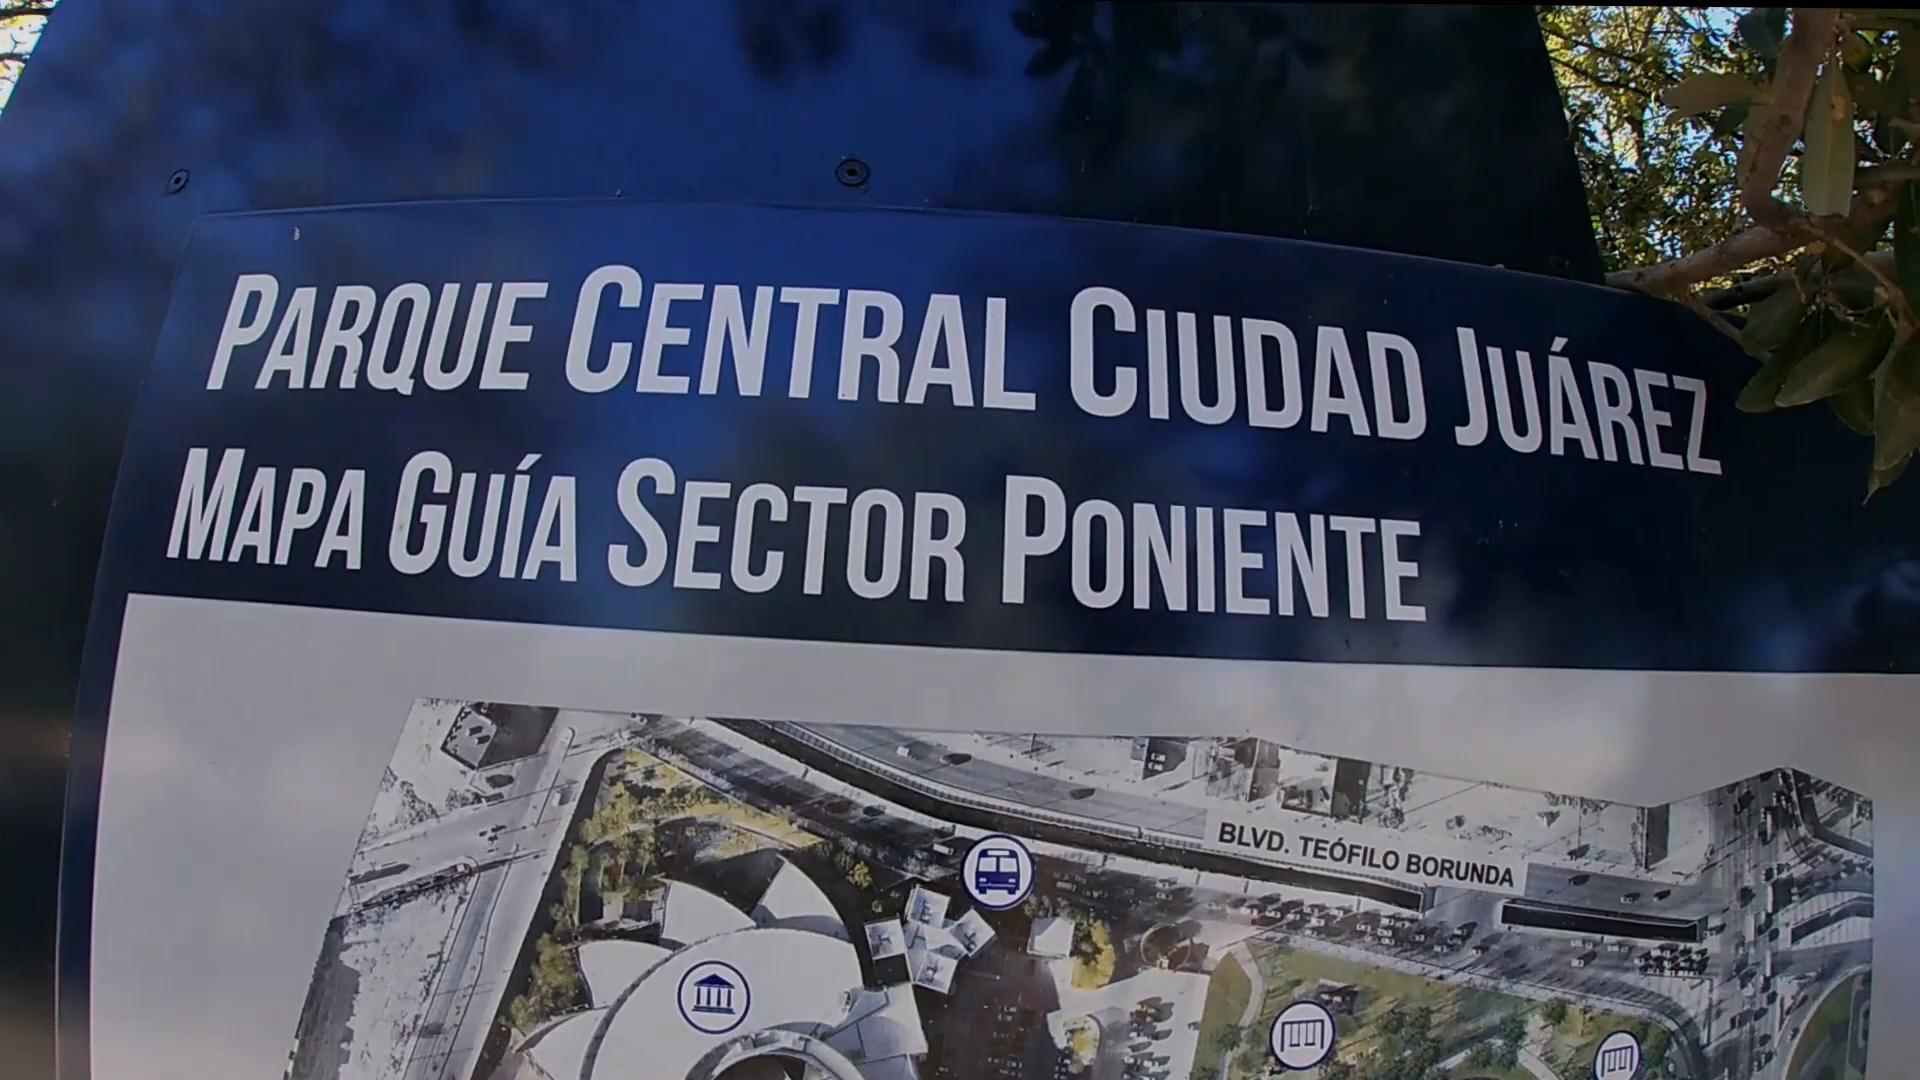 PARQUE CENTRAL CIUDAD JUÁREZ
MAPA GUÍA SECTOR PONIENTE
BLVD. TEÓFILO BORUNDA